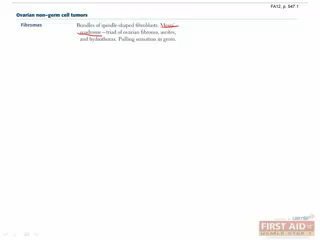 FA12, p. 547.1
Ovarian non–germ cell tumors
Fibromas
Bundles of spindle-shaped fibroblasts. Meigs'
syndrome—triad of ovarian fibroma, ascites,
and hydrothorax. Pulling sensation in groin.
FIRST AID